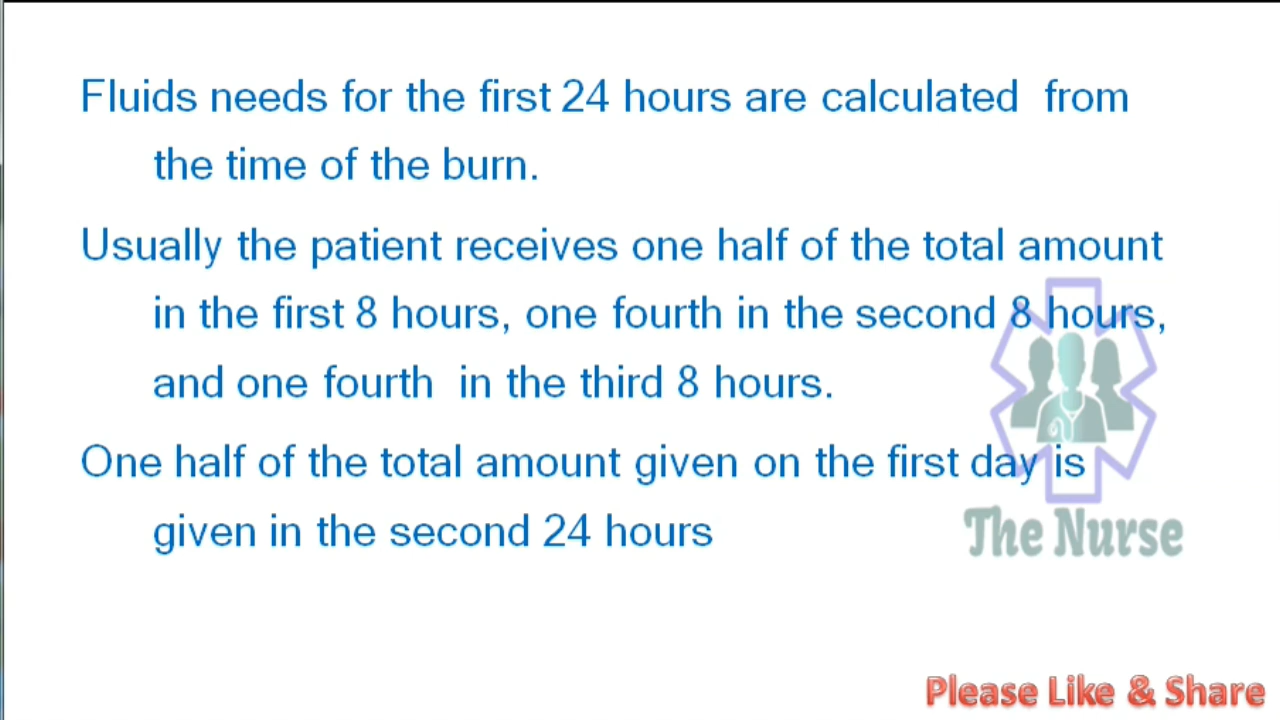 Fluids needs for the first 24 hours are calculated from
the time of the burn.
Usually the patient receives one half of the total amount
in the first 8 hours, one fourth in the second 8 hours,
and one fourth in the third 8 hours.
One half of the total amount given on the first day is
given in the second 24 hours
The Nurse
Please Like & Share